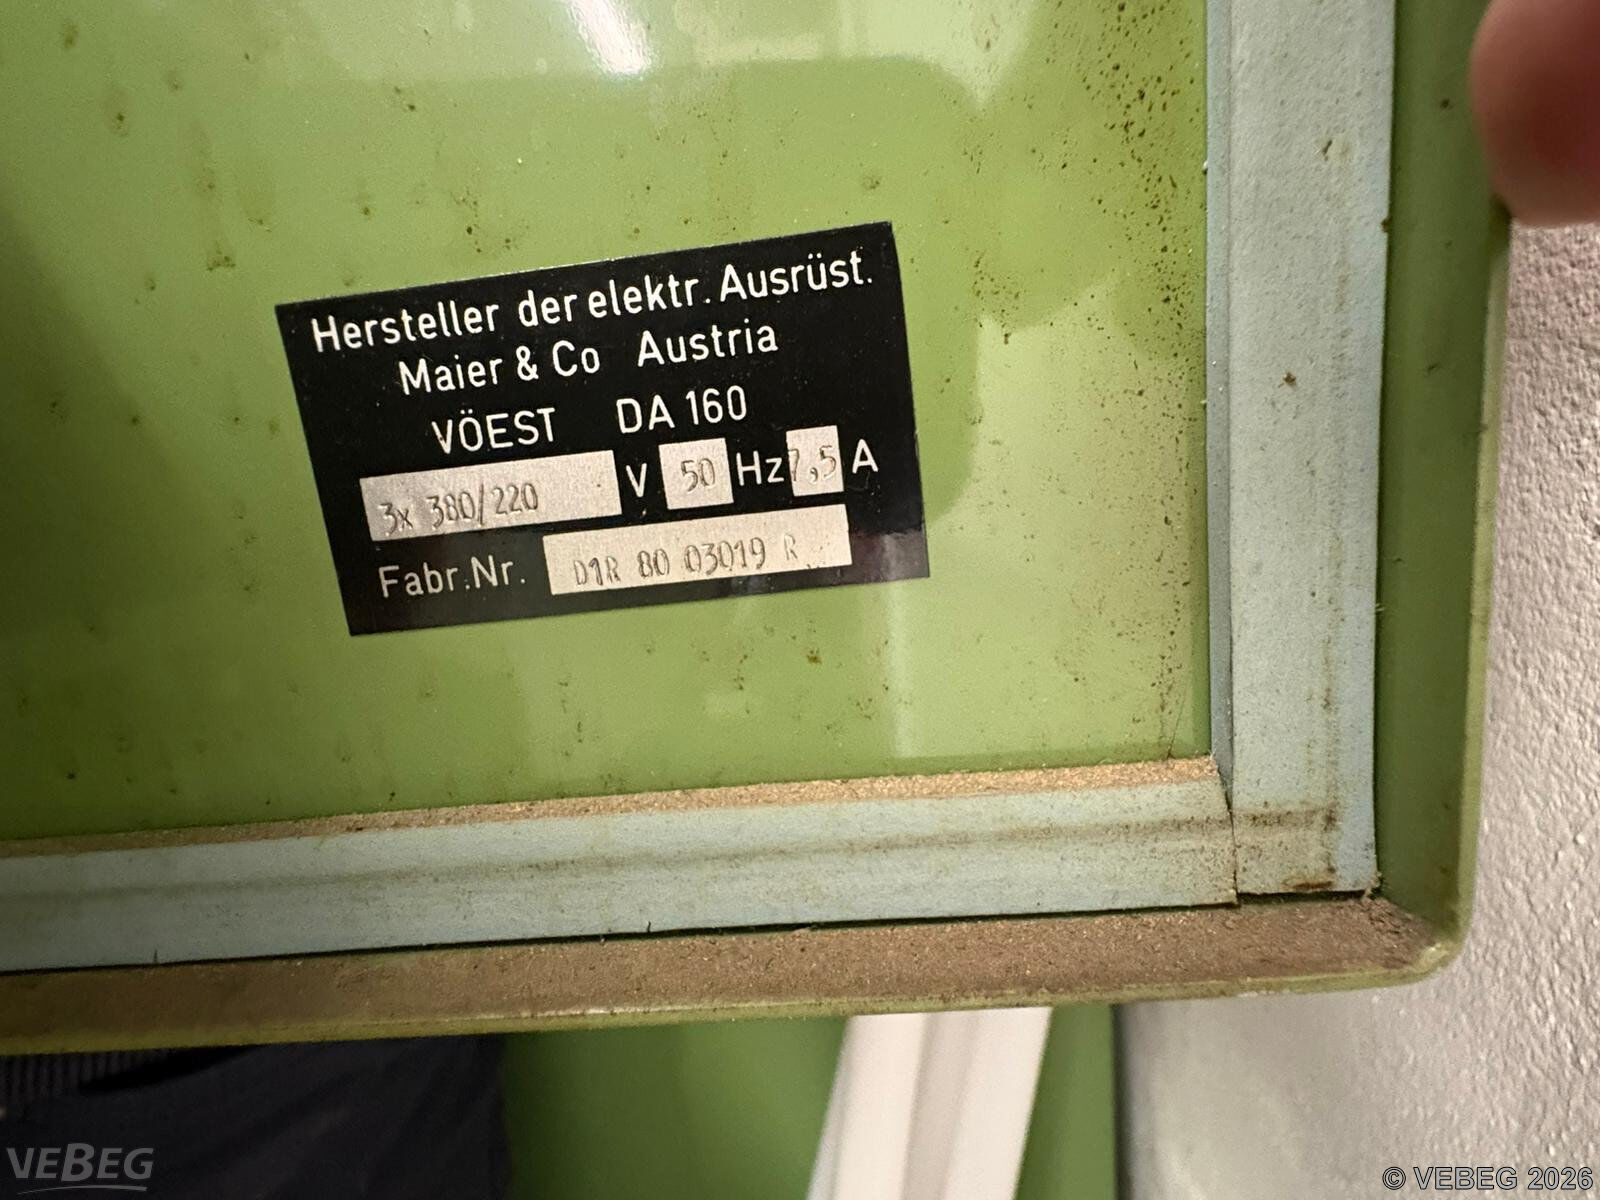 Hersteller der elektr. Ausrüst.
Maier & Co Austria
VÖEST DA 160
3x 380/220 V 50 Hz 7,5 A
Fabr.Nr. D1R 80 03019 R
VEBEG
© VEBEG 2026